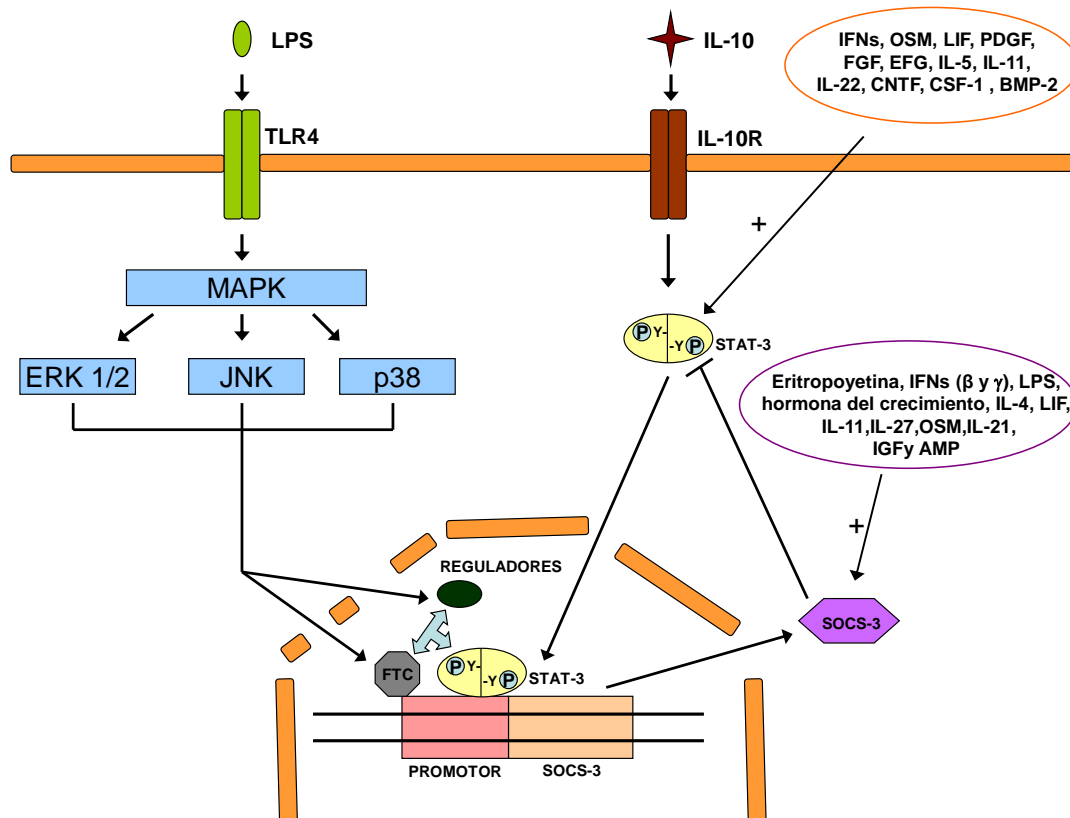 LPS
IL-10
IFNs, OSM, LIF, PDGF,
FGF, EFG, IL-5, IL-11,
IL-22, CNTF, CSF-1 , BMP-2
TLR4
IL-10R
+
MAPK
ERK 1/2
JNK
p38
P Y-
-Y P
STAT-3
Eritropoyetina, IFNs (β y γ), LPS,
hormona del crecimiento, IL-4, LIF,
IL-11,IL-27,OSM,IL-21,
IGFy AMP
+
REGULADORES
SOCS-3
FTC
P Y-
-Y P
STAT-3
PROMOTOR
SOCS-3